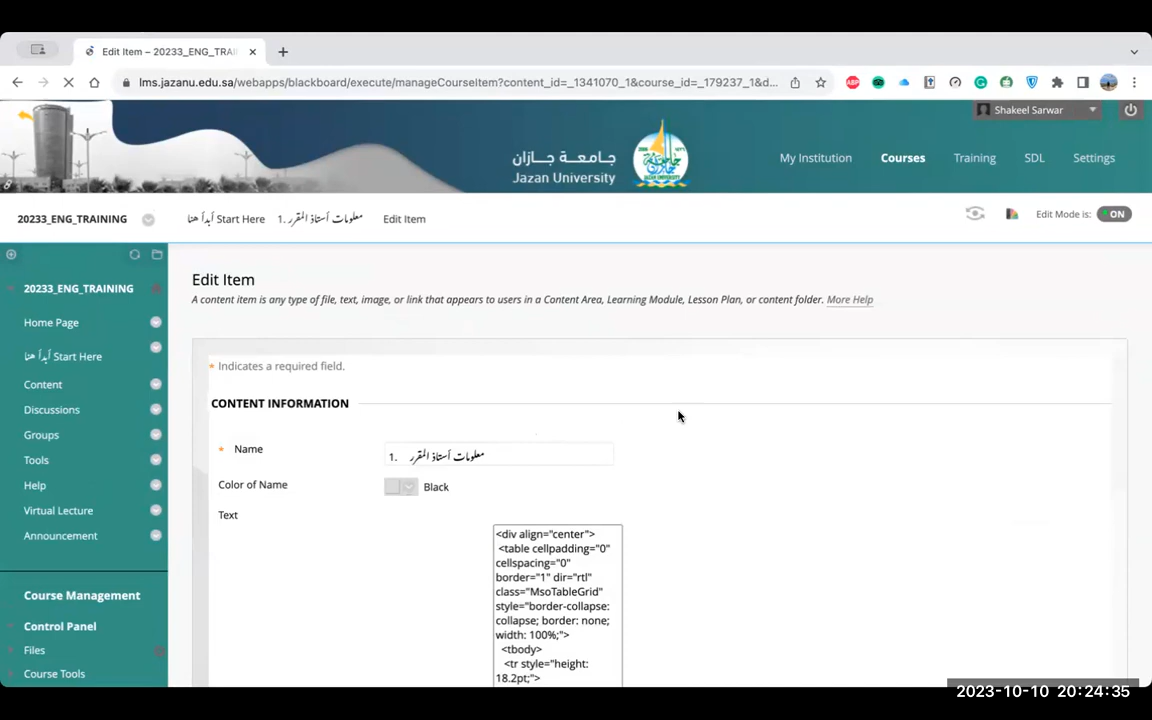 Edit Item – 20233_ENG_TRAI
lms.jazanu.edu.sa/webapps/blackboard/execute/manageCourseItem?content_id=_1341070_1&course_id=_179237_1&d...
ABP
Shakeel Sarwar
جامعة جازان
Jazan University
My Institution
Courses
Training
SDL
Settings
20233_ENG_TRAINING
أبدأ هنا Start Here
1. معلومات أستاذ المقرر
Edit Item
Edit Mode is:
ON
20233_ENG_TRAINING
Home Page
أبدأ هنا Start Here
Content
Discussions
Groups
Tools
Help
Virtual Lecture
Announcement
Course Management
Control Panel
Files
Course Tools
Edit Item
A content item is any type of file, text, image, or link that appears to users in a Content Area, Learning Module, Lesson Plan, or content folder. More Help
* Indicates a required field.
CONTENT INFORMATION
* Name
1. معلومات أستاذ المقرر
Color of Name
Black
Text
<div align="center">
<table cellpadding="0"
cellspacing="0"
border="1" dir="rtl"
class="MsoTableGrid"
style="border-collapse:
collapse; border: none;
width: 100%;">
<tbody>
<tr style="height:
18.2pt;">
2023-10-10 20:24:35